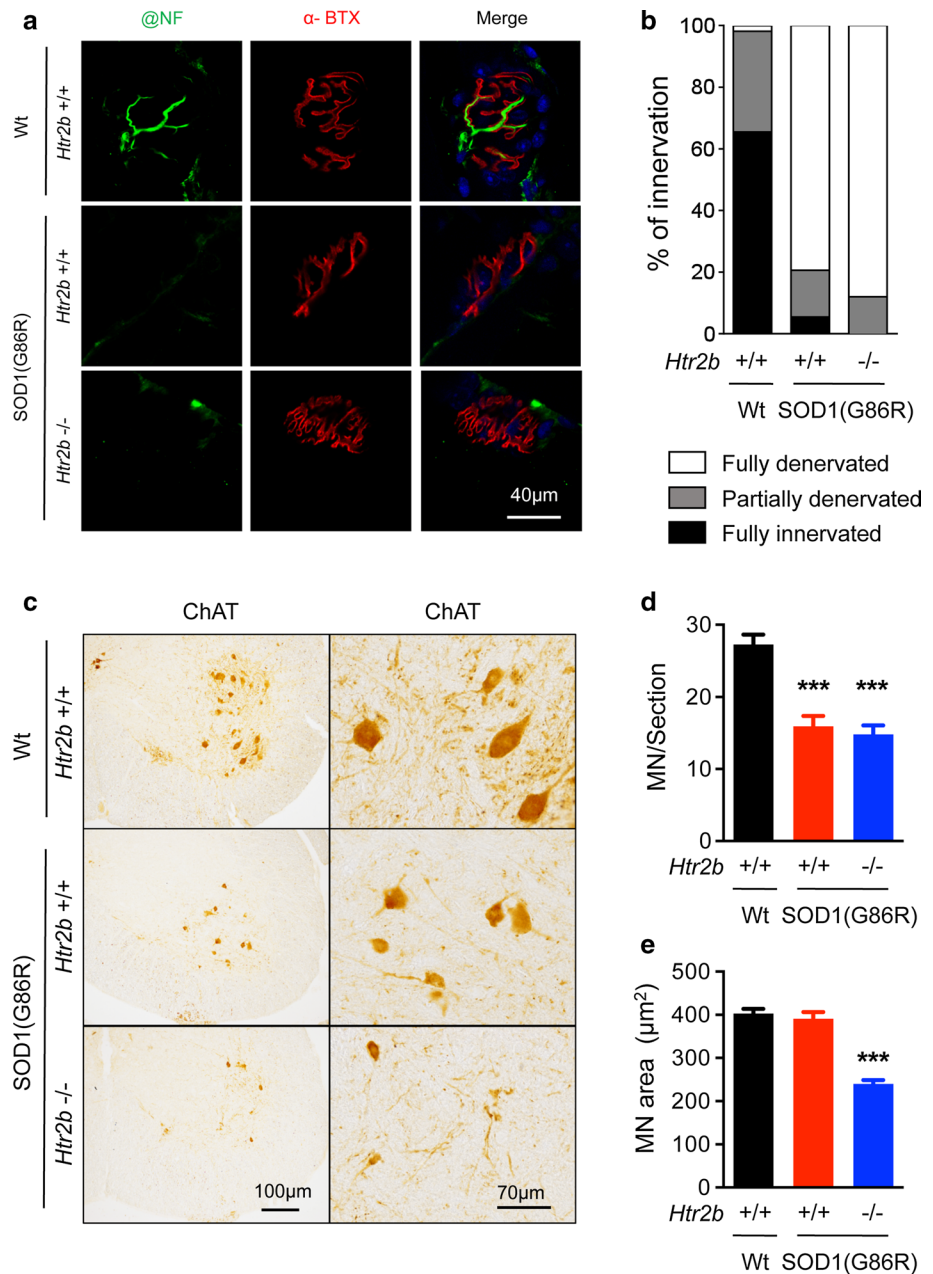 a
@NF α- BTX Merge
Wt
Htr2b +/+
SOD1(G86R)
Htr2b +/+
Htr2b -/-
40µm
b
% of innervation
100
80
60
40
20
0
Htr2b +/+ +/+ -/-
Wt SOD1(G86R)
Fully denervated
Partially denervated
Fully innervated
c
ChAT ChAT
Wt
Htr2b +/+
SOD1(G86R)
Htr2b +/+
Htr2b -/-
100µm 70µm
d
MN/Section
30
20
10
0
*** ***
Htr2b +/+ +/+ -/-
Wt SOD1(G86R)
e
MN area (µm²)
500
400
300
200
100
0
***
Htr2b +/+ +/+ -/-
Wt SOD1(G86R)